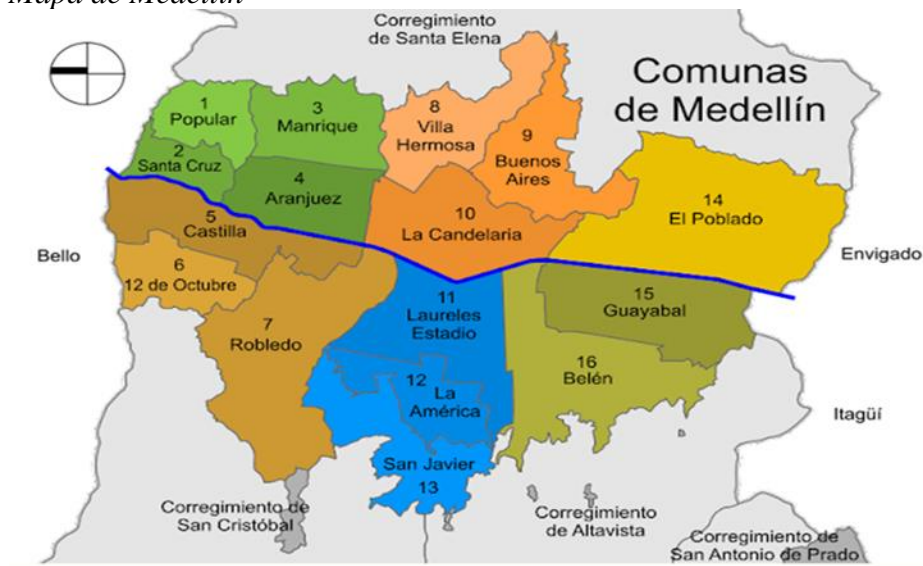 Mapa de Medellín
Corregimiento
de Santa Elena
Comunas
de Medellín
1
Popular
3
Manrique
8
Villa
Hermosa
9
Buenos
Aires
2
Santa Cruz
4
Aranjuez
14
El Poblado
10
La Candelaria
5
Castilla
Bello
Envigado
6
12 de Octubre
11
Laureles
Estadio
15
Guayabal
7
Robledo
16
Belén
12 La
América
Itagüí
San Javier
13
Corregimiento de
San Cristóbal
Corregimiento
de Altavista
Corregimiento de
San Antonio de Prado